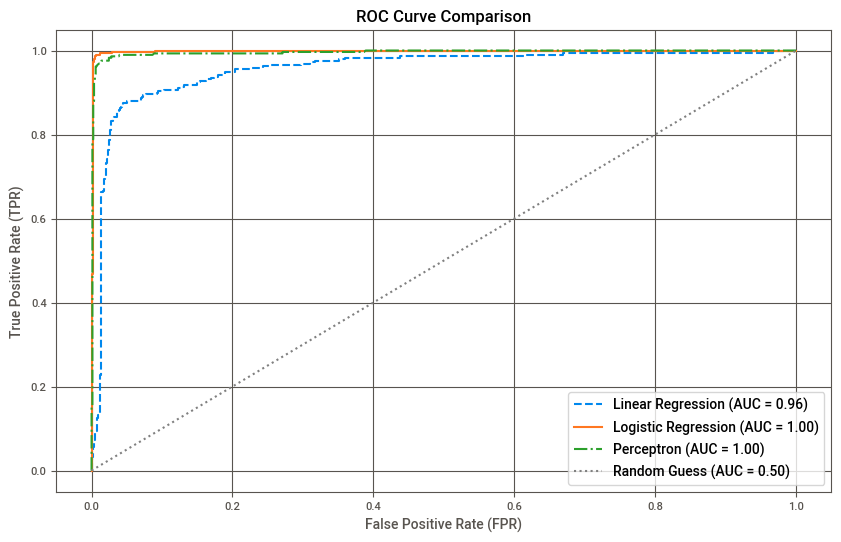 ROC Curve Comparison
True Positive Rate (TPR)
1.0
0.8
0.6
0.4
0.2
0.0
0.0 0.2 0.4 0.6 0.8 1.0
False Positive Rate (FPR)
Linear Regression (AUC = 0.96)
Logistic Regression (AUC = 1.00)
Perceptron (AUC = 1.00)
Random Guess (AUC = 0.50)